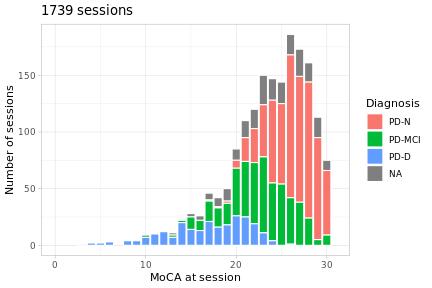 1739 sessions
Number of sessions
150
100
50
0
0 10 20 30
MoCA at session
Diagnosis
PD-N
PD-MCI
PD-D
NA